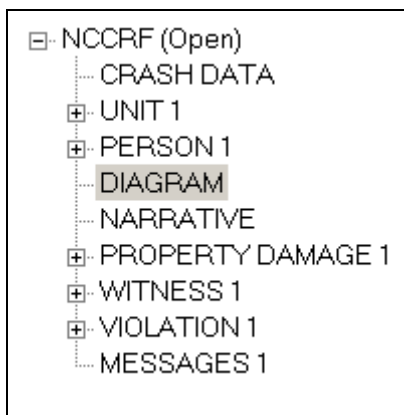 NCCRF (Open)
CRASH DATA
UNIT 1
PERSON 1
DIAGRAM
NARRATIVE
PROPERTY DAMAGE 1
WITNESS 1
VIOLATION 1
MESSAGES 1